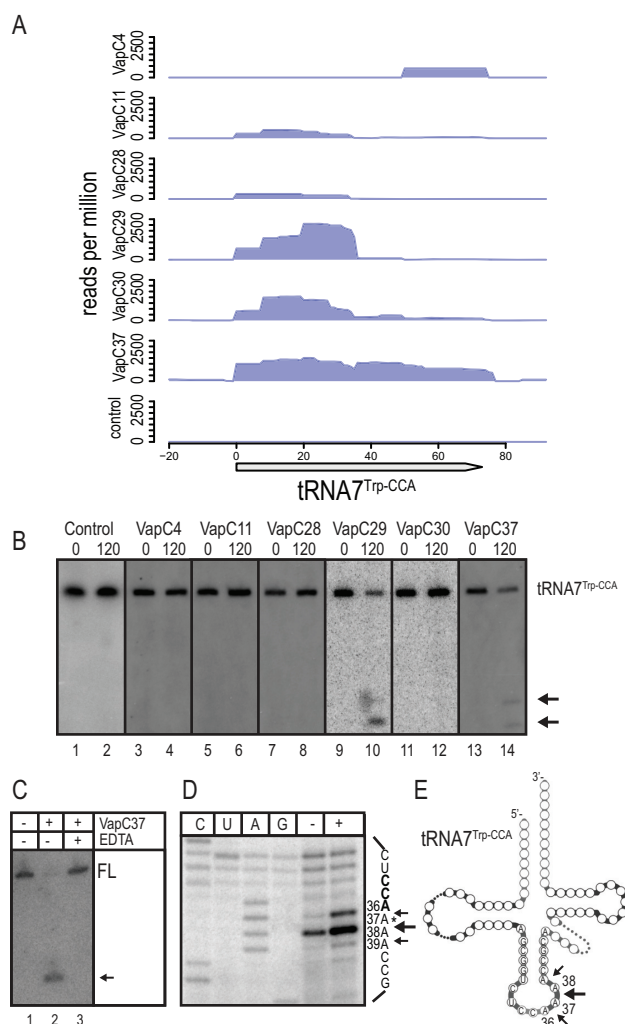 A
reads per million
VapC4
0 2500
VapC11
0 2500
VapC28
0 2500
VapC29
0 2500
VapC30
0 2500
VapC37
0 2500
control
0 2500
−20 0 20 40 60 80
tRNA7Trp-CCA
B
Control VapC4 VapC11 VapC28 VapC29 VapC30 VapC37
0 120 0 120 0 120 0 120 0 120 0 120 0 120
tRNA7Trp-CCA
1 2 3 4 5 6 7 8 9 10 11 12 13 14
C
- + + VapC37
- - + EDTA
FL
1 2 3
D
C U A G - +
C
U
C
C
36A
37A*
38A
39A
C
C
G
E
3'-
5'-
tRNA7Trp-CCA
A G
G C
C G
G C
U A
C A
U A
C C A
38
37
36